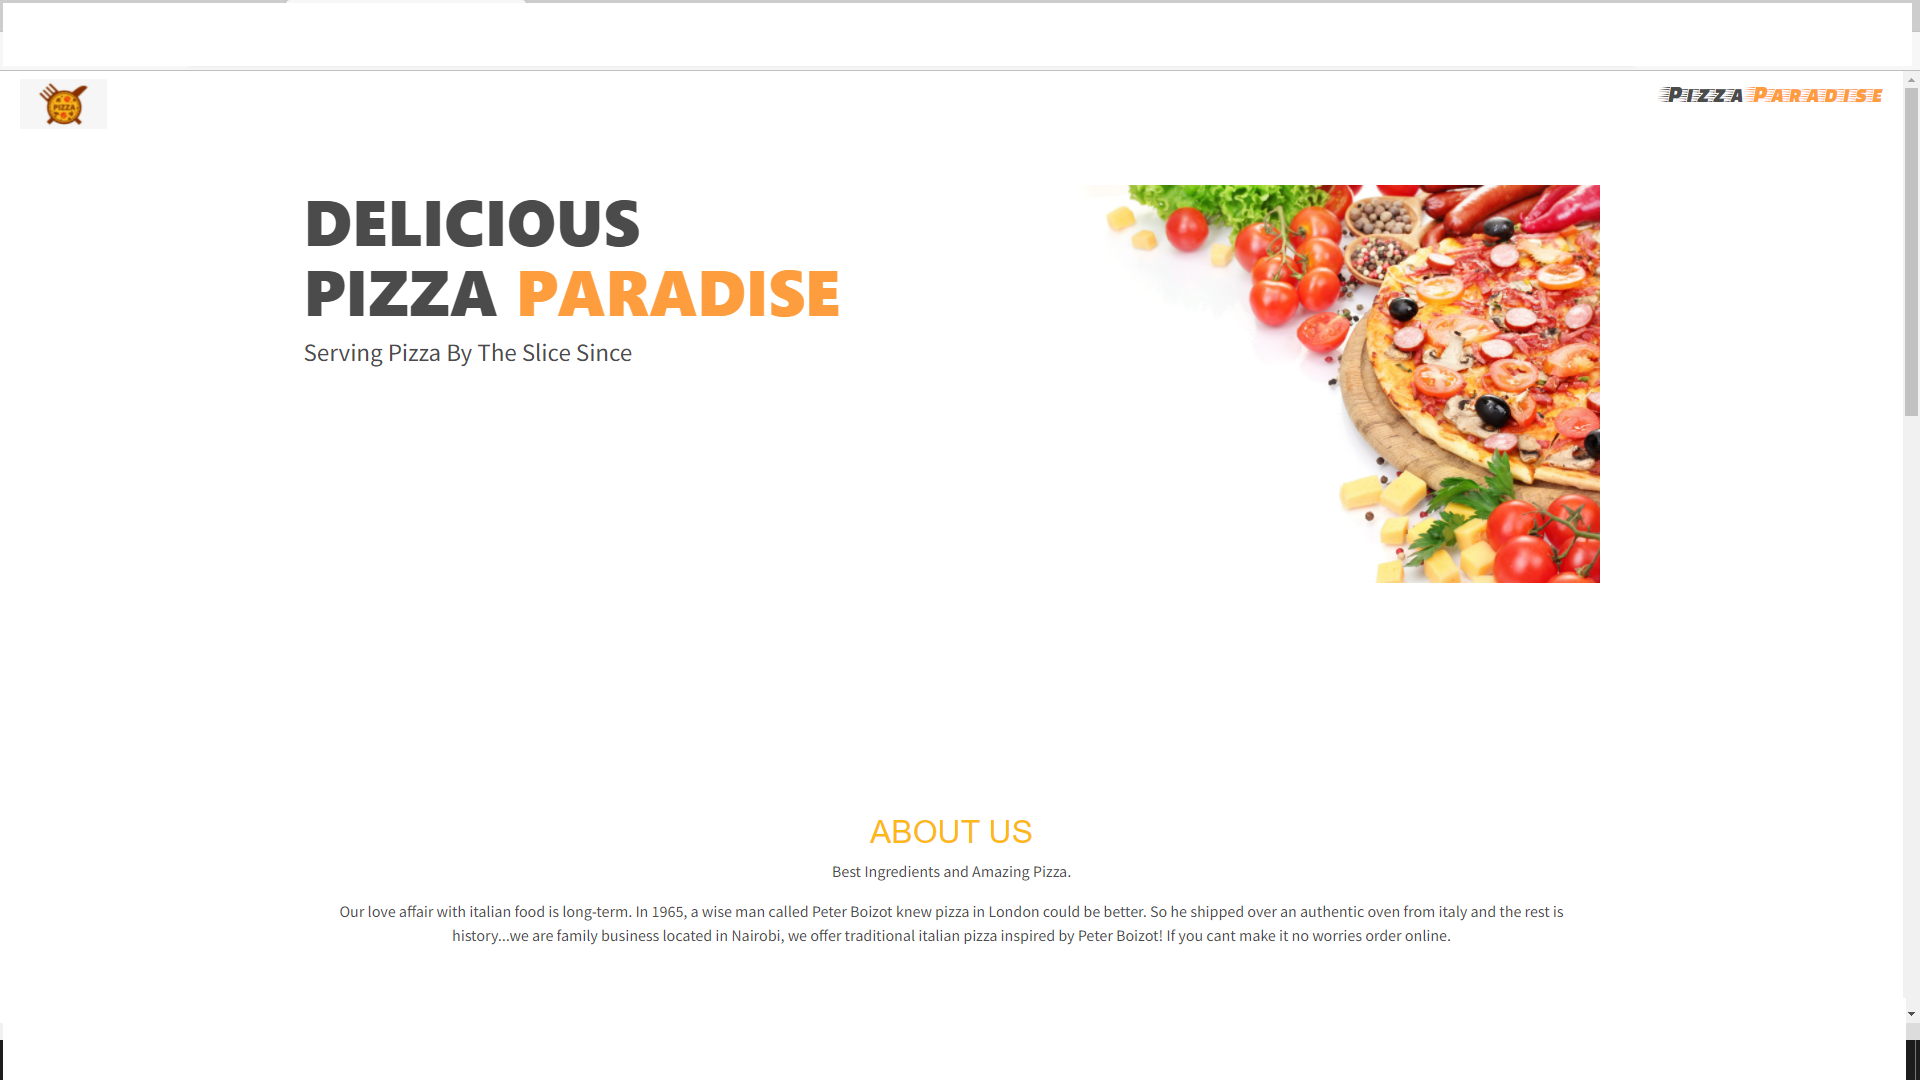 PIZZA
Pizza Paradise
DELICIOUS
PIZZA PARADISE
Serving Pizza By The Slice Since
ABOUT US
Best Ingredients and Amazing Pizza.
Our love affair with italian food is long-term. In 1965, a wise man called Peter Boizot knew pizza in London could be better. So he shipped over an authentic oven from italy and the rest is
history...we are family business located in Nairobi, we offer traditional italian pizza inspired by Peter Boizot! If you cant make it no worries order online.